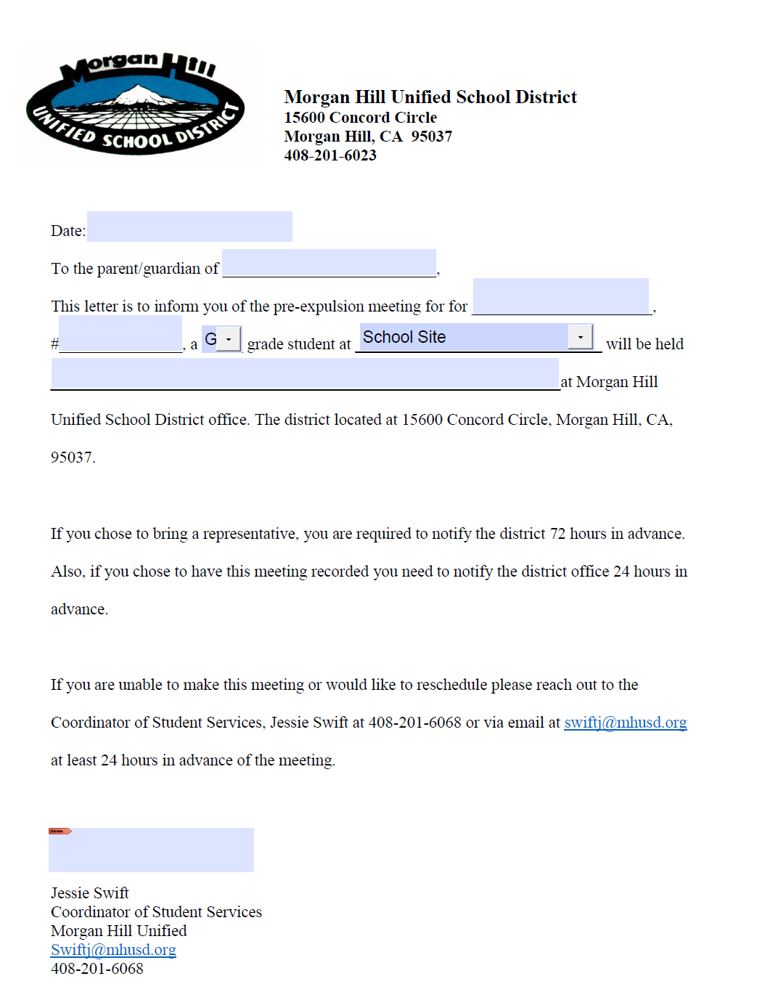 Morgan Hill
UNIFIED SCHOOL DISTRICT
Morgan Hill Unified School District
15600 Concord Circle
Morgan Hill, CA 95037
408-201-6023
Date:
To the parent/guardian of ,
This letter is to inform you of the pre-expulsion meeting for for ,
# , a G grade student at School Site will be held
at Morgan Hill
Unified School District office. The district located at 15600 Concord Circle, Morgan Hill, CA,
95037.
If you chose to bring a representative, you are required to notify the district 72 hours in advance.
Also, if you chose to have this meeting recorded you need to notify the district office 24 hours in
advance.
If you are unable to make this meeting or would like to reschedule please reach out to the
Coordinator of Student Services, Jessie Swift at 408-201-6068 or via email at swiftj@mhusd.org
at least 24 hours in advance of the meeting.
Jessie Swift
Coordinator of Student Services
Morgan Hill Unified
Swiftj@mhusd.org
408-201-6068